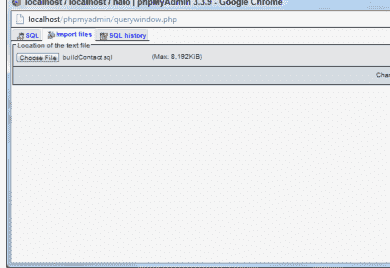 localhost / localhost / halo | phpMyAdmin 3.3.9 - Google Chrome
localhost/phpmyadmin/querywindow.php
SQL Import files SQL history
Location of the text file
Choose File buildContact.sql (Max: 8,192KiB)
Char